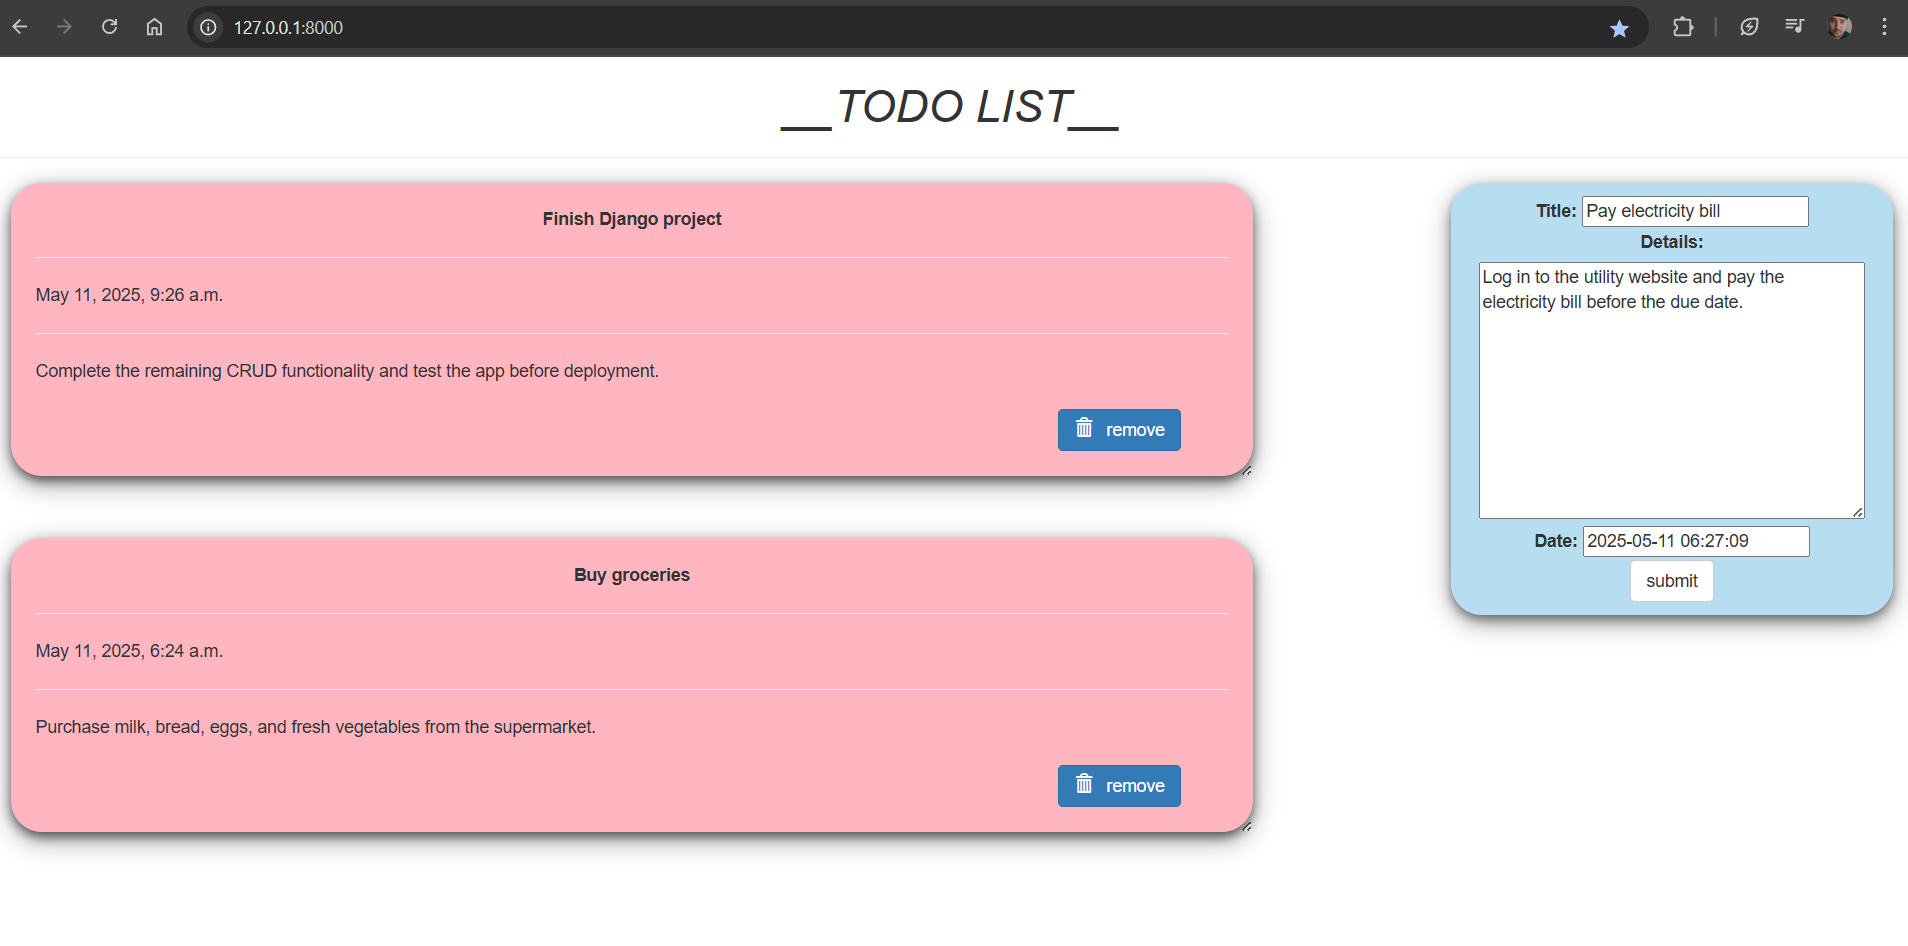 127.0.0.1:8000
__TODO LIST__
Finish Django project
May 11, 2025, 9:26 a.m.
Complete the remaining CRUD functionality and test the app before deployment.
remove
Buy groceries
May 11, 2025, 6:24 a.m.
Purchase milk, bread, eggs, and fresh vegetables from the supermarket.
remove
Title: Pay electricity bill
Details:
Log in to the utility website and pay the
electricity bill before the due date.
Date: 2025-05-11 06:27:09
submit